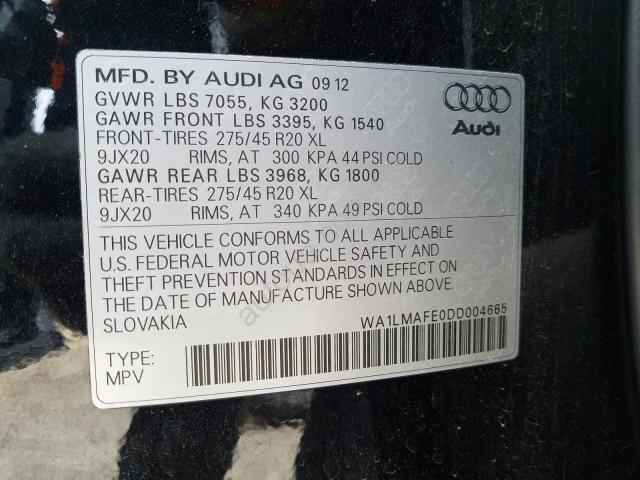 MFD. BY AUDI AG 09 12
GVWR LBS 7055, KG 3200
GAWR FRONT LBS 3395, KG 1540
FRONT-TIRES 275/45 R20 XL
9JX20 RIMS, AT 300 KPA 44 PSI COLD
GAWR REAR LBS 3968, KG 1800
REAR-TIRES 275/45 R20 XL
9JX20 RIMS, AT 340 KPA 49 PSI COLD
Audi
THIS VEHICLE CONFORMS TO ALL APPLICABLE
U.S. FEDERAL MOTOR VEHICLE SAFETY AND
THEFT PREVENTION STANDARDS IN EFFECT ON
THE DATE OF MANUFACTURE SHOWN ABOVE.
SLOVAKIA WA1LMAFE0DD004665
TYPE:
MPV